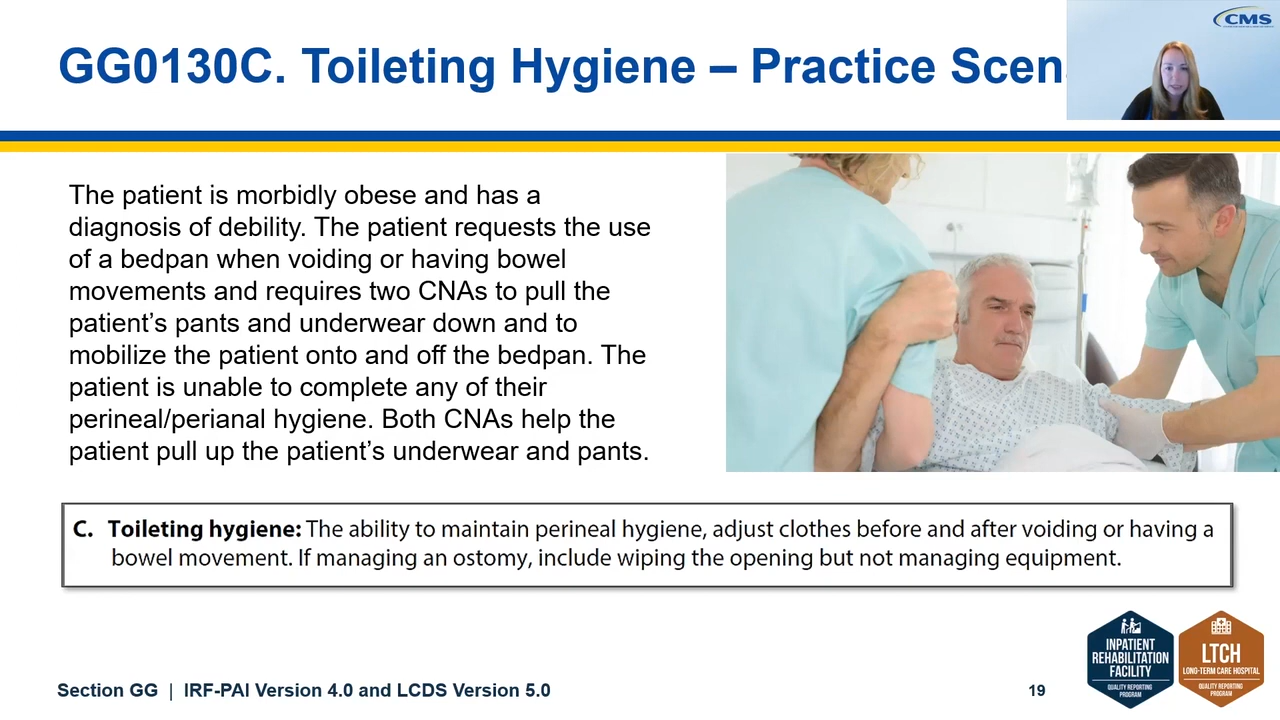 GG0130C. Toileting Hygiene – Practice Scen
CMS
The patient is morbidly obese and has a
diagnosis of debility. The patient requests the use
of a bedpan when voiding or having bowel
movements and requires two CNAs to pull the
patient’s pants and underwear down and to
mobilize the patient onto and off the bedpan. The
patient is unable to complete any of their
perineal/perianal hygiene. Both CNAs help the
patient pull up the patient’s underwear and pants.
C. Toileting hygiene: The ability to maintain perineal hygiene, adjust clothes before and after voiding or having a
bowel movement. If managing an ostomy, include wiping the opening but not managing equipment.
INPATIENT
REHABILITATION
FACILITY
QUALITY REPORTING
PROGRAM
LTCH
LONG-TERM CARE HOSPITAL
QUALITY REPORTING
PROGRAM
Section GG | IRF-PAI Version 4.0 and LCDS Version 5.0
19